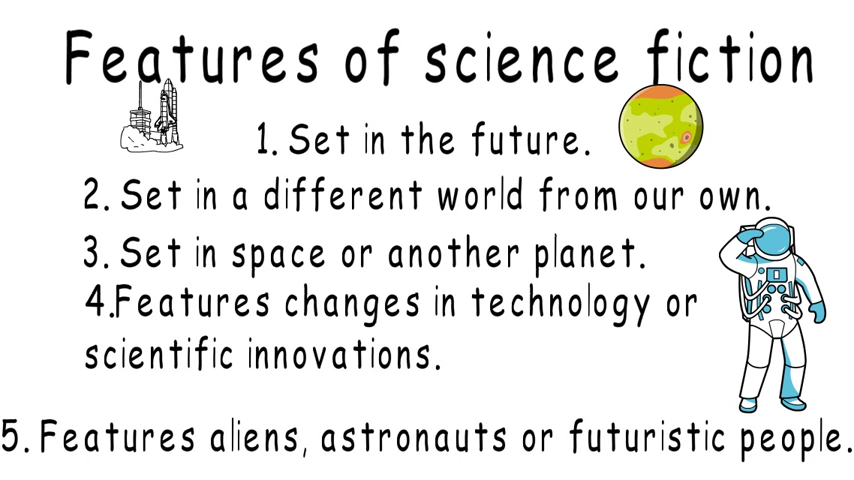 Features of science fiction
1. Set in the future.
2. Set in a different world from our own.
3. Set in space or another planet.
4.Features changes in technology or
scientific innovations.
5. Features aliens, astronauts or futuristic people.